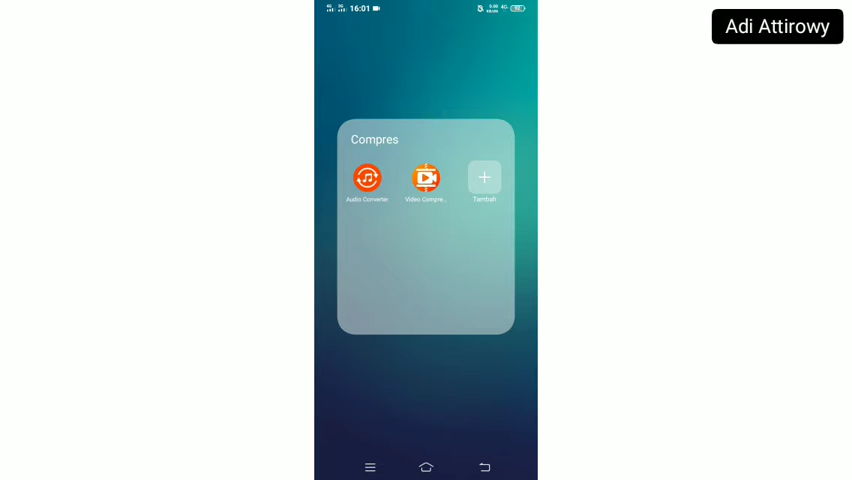 16:01
Adi Attirowy
Compres
Audio Converter
Video Compre...
Tambah